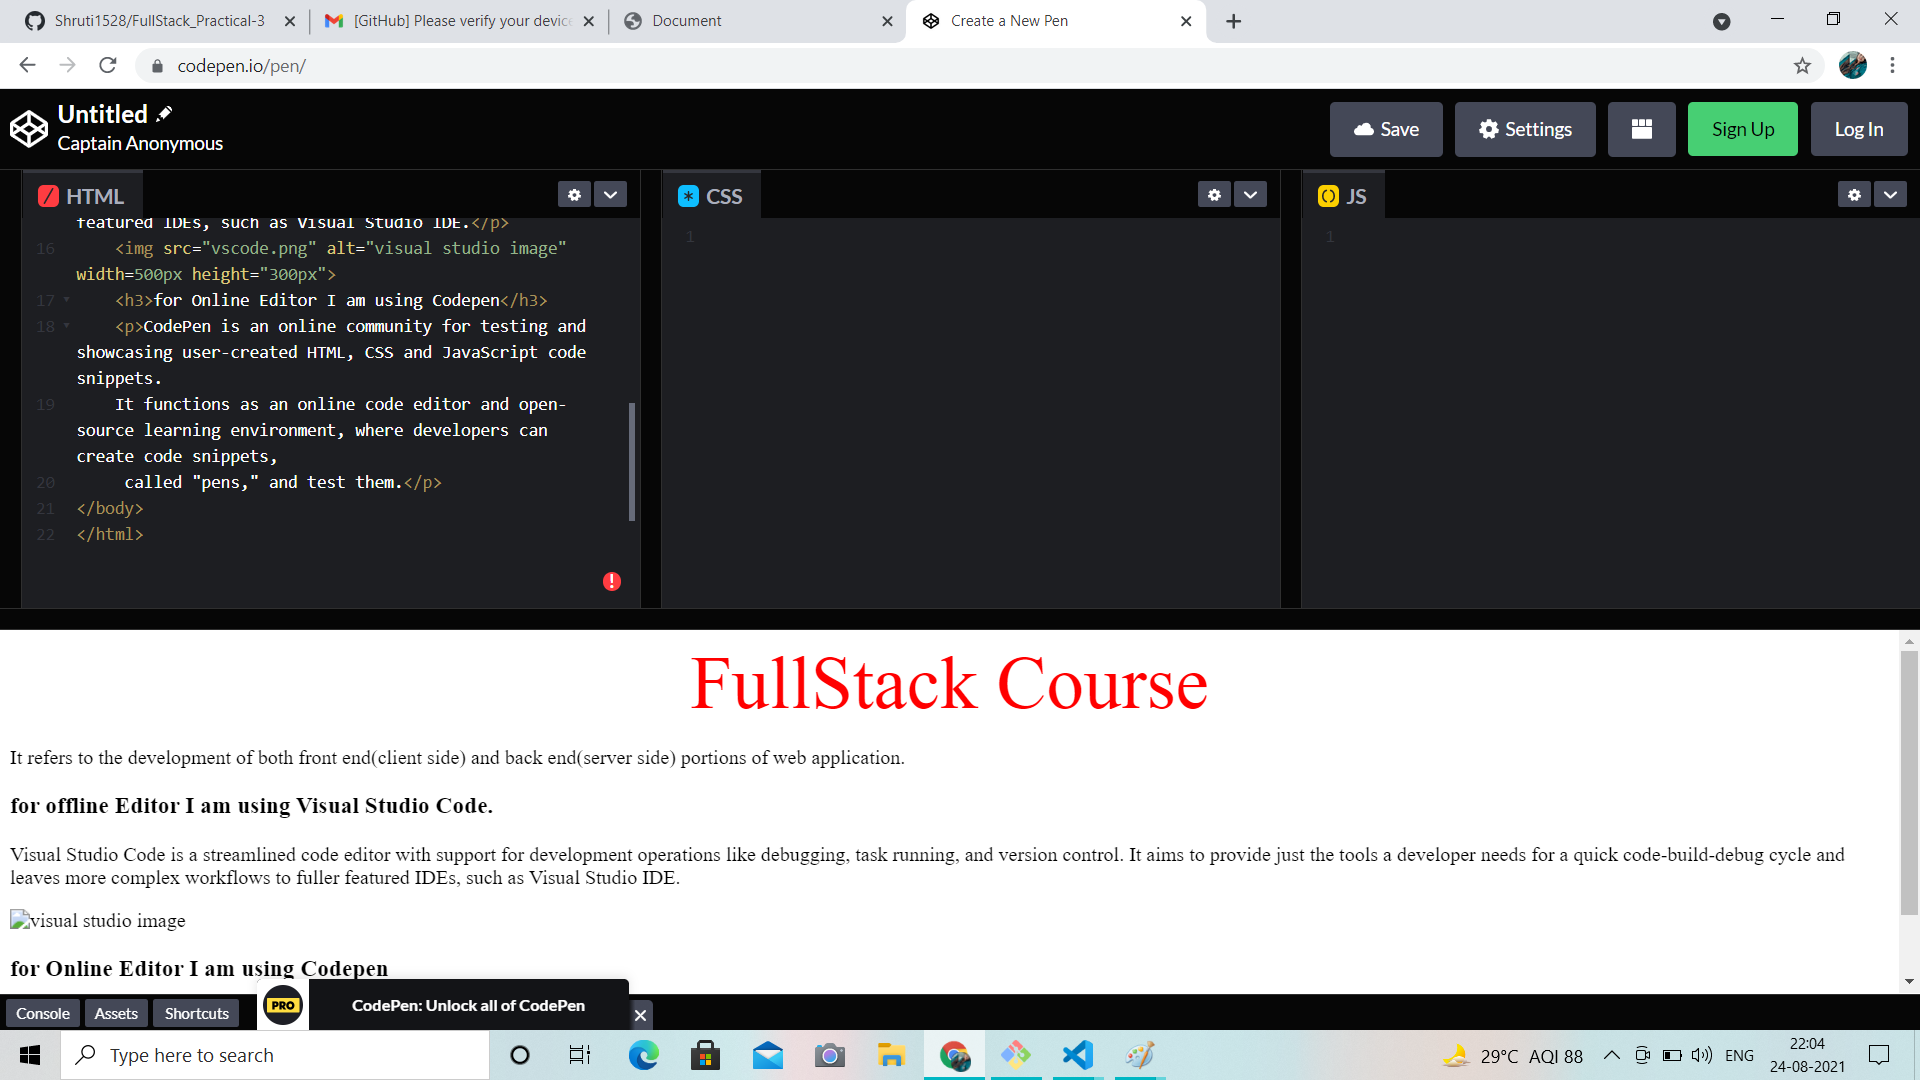 Shruti1528/FullStack_Practical-3
[GitHub] Please verify your device
Document
Create a New Pen
codepen.io/pen/
Untitled
Captain Anonymous
Save
Settings
Sign Up
Log In
HTML
CSS
JS
featured IDEs, such as Visual Studio IDE.</p>
16 <img src="vscode.png" alt="visual studio image"
width=500px height="300px">
17 <h3>for Online Editor I am using Codepen</h3>
18 <p>CodePen is an online community for testing and
showcasing user-created HTML, CSS and JavaScript code
snippets.
19 It functions as an online code editor and open-
source learning environment, where developers can
create code snippets,
20 called "pens," and test them.</p>
21 </body>
22 </html>
1
1
FullStack Course
It refers to the development of both front end(client side) and back end(server side) portions of web application.
for offline Editor I am using Visual Studio Code.
Visual Studio Code is a streamlined code editor with support for development operations like debugging, task running, and version control. It aims to provide just the tools a developer needs for a quick code-build-debug cycle and
leaves more complex workflows to fuller featured IDEs, such as Visual Studio IDE.
visual studio image
for Online Editor I am using Codepen
Console
Assets
Shortcuts
PRO
CodePen: Unlock all of CodePen
Type here to search
29°C AQI 88
ENG
22:04
24-08-2021